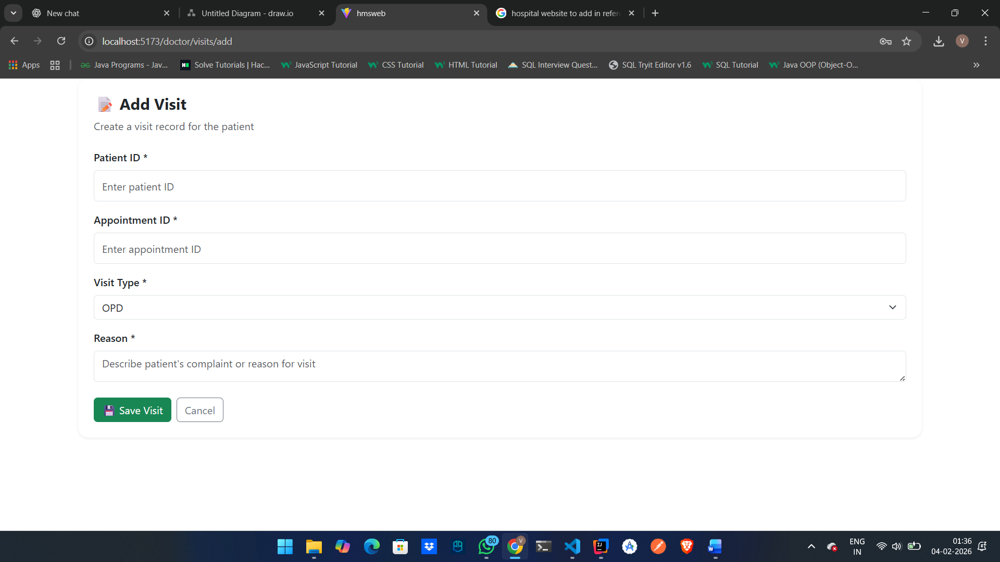 New chat
Untitled Diagram - draw.io
hmsweb
hospital website to add in refer
localhost:5173/doctor/visits/add
V
Apps
Java Programs - Jav...
Solve Tutorials | Hac...
JavaScript Tutorial
CSS Tutorial
HTML Tutorial
SQL Interview Quest...
SQL Tryit Editor v1.6
SQL Tutorial
Java OOP (Object-O...
Add Visit
Create a visit record for the patient
Patient ID *
Enter patient ID
Appointment ID *
Enter appointment ID
Visit Type *
OPD
Reason *
Describe patient's complaint or reason for visit
Save Visit
Cancel
80
V
ENG
IN
01:36
04-02-2026